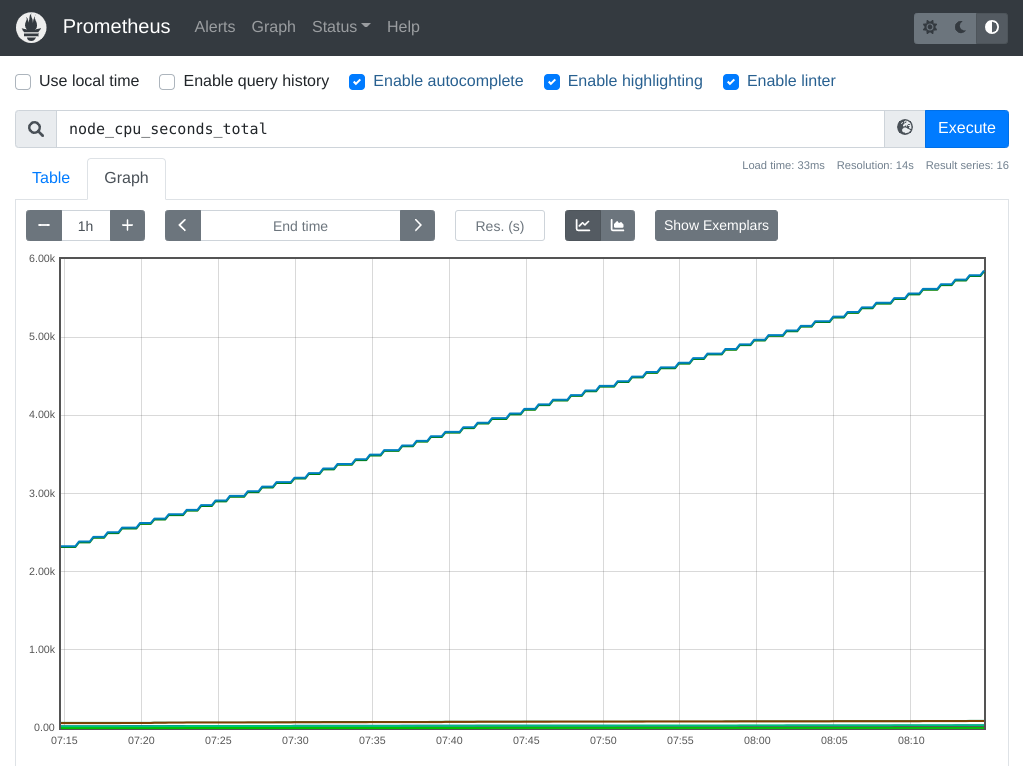 Prometheus Alerts Graph Status Help
Use local time Enable query history Enable autocomplete Enable highlighting Enable linter
node_cpu_seconds_total Execute
Load time: 33ms Resolution: 14s Result series: 16
Table Graph
1h End time Res. (s) Show Exemplars
6.00k
5.00k
4.00k
3.00k
2.00k
1.00k
0.00
07:15 07:20 07:25 07:30 07:35 07:40 07:45 07:50 07:55 08:00 08:05 08:10